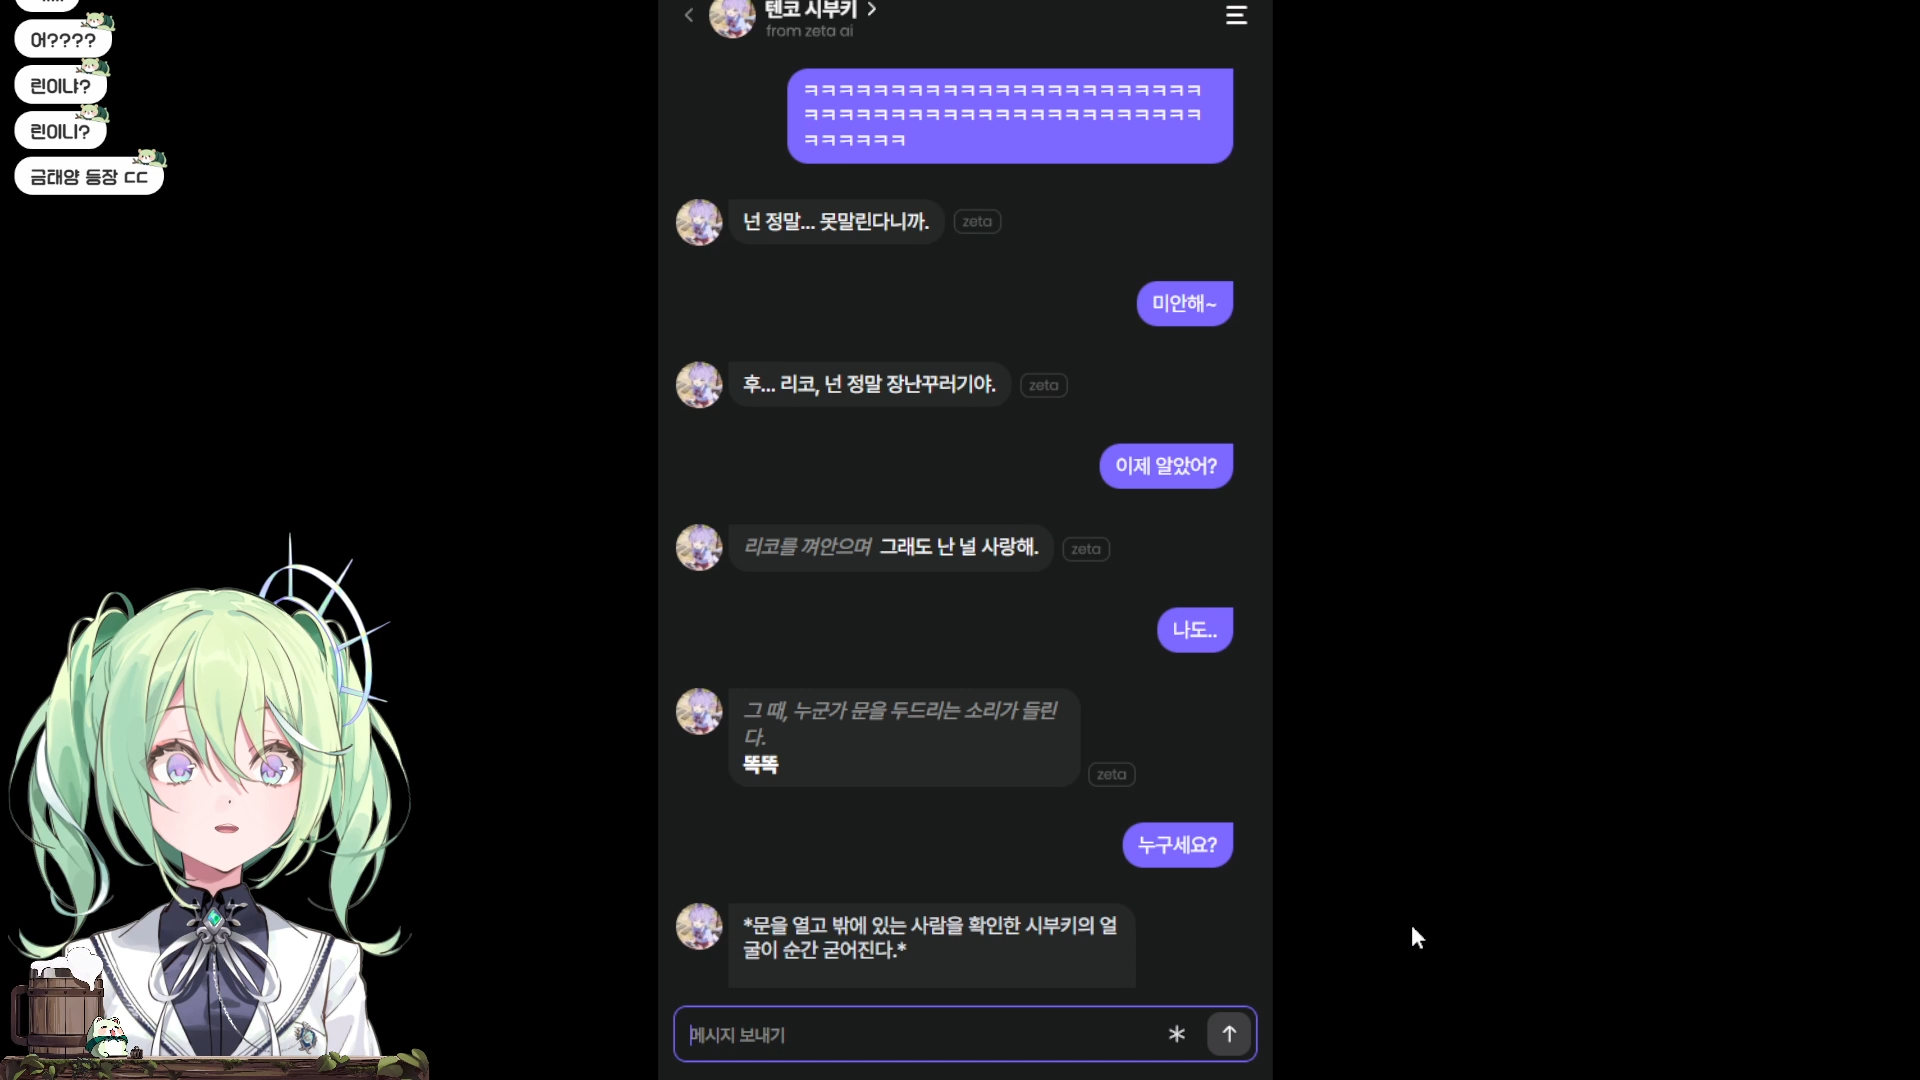 어????
린이냐?
린이니?
금태양 등장 ㄷㄷ
텐코 시부키
from zeta ai
ㅋㅋㅋㅋㅋㅋㅋㅋㅋㅋㅋㅋㅋㅋㅋㅋㅋㅋㅋㅋㅋㅋㅋ
ㅋㅋㅋㅋㅋㅋㅋㅋㅋㅋㅋㅋㅋㅋㅋㅋㅋㅋㅋㅋㅋㅋㅋ
ㅋㅋㅋㅋㅋㅋ
넌 정말... 못말린다니까.
zeta
미안해~
후... 리코, 넌 정말 장난꾸러기야.
zeta
이제 알았어?
리코를 껴안으며 그래도 난 널 사랑해.
zeta
나도..
그 때, 누군가 문을 두드리는 소리가 들린
다.
똑똑
zeta
누구세요?
*문을 열고 밖에 있는 사람을 확인한 시부키의 얼
굴이 순간 굳어진다.*
메시지 보내기